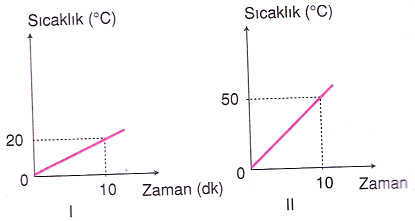 Sıcaklık (°C)
20
0
10
Zaman (dk)
I
Sıcaklık (°C)
50
0
10
Zaman
II